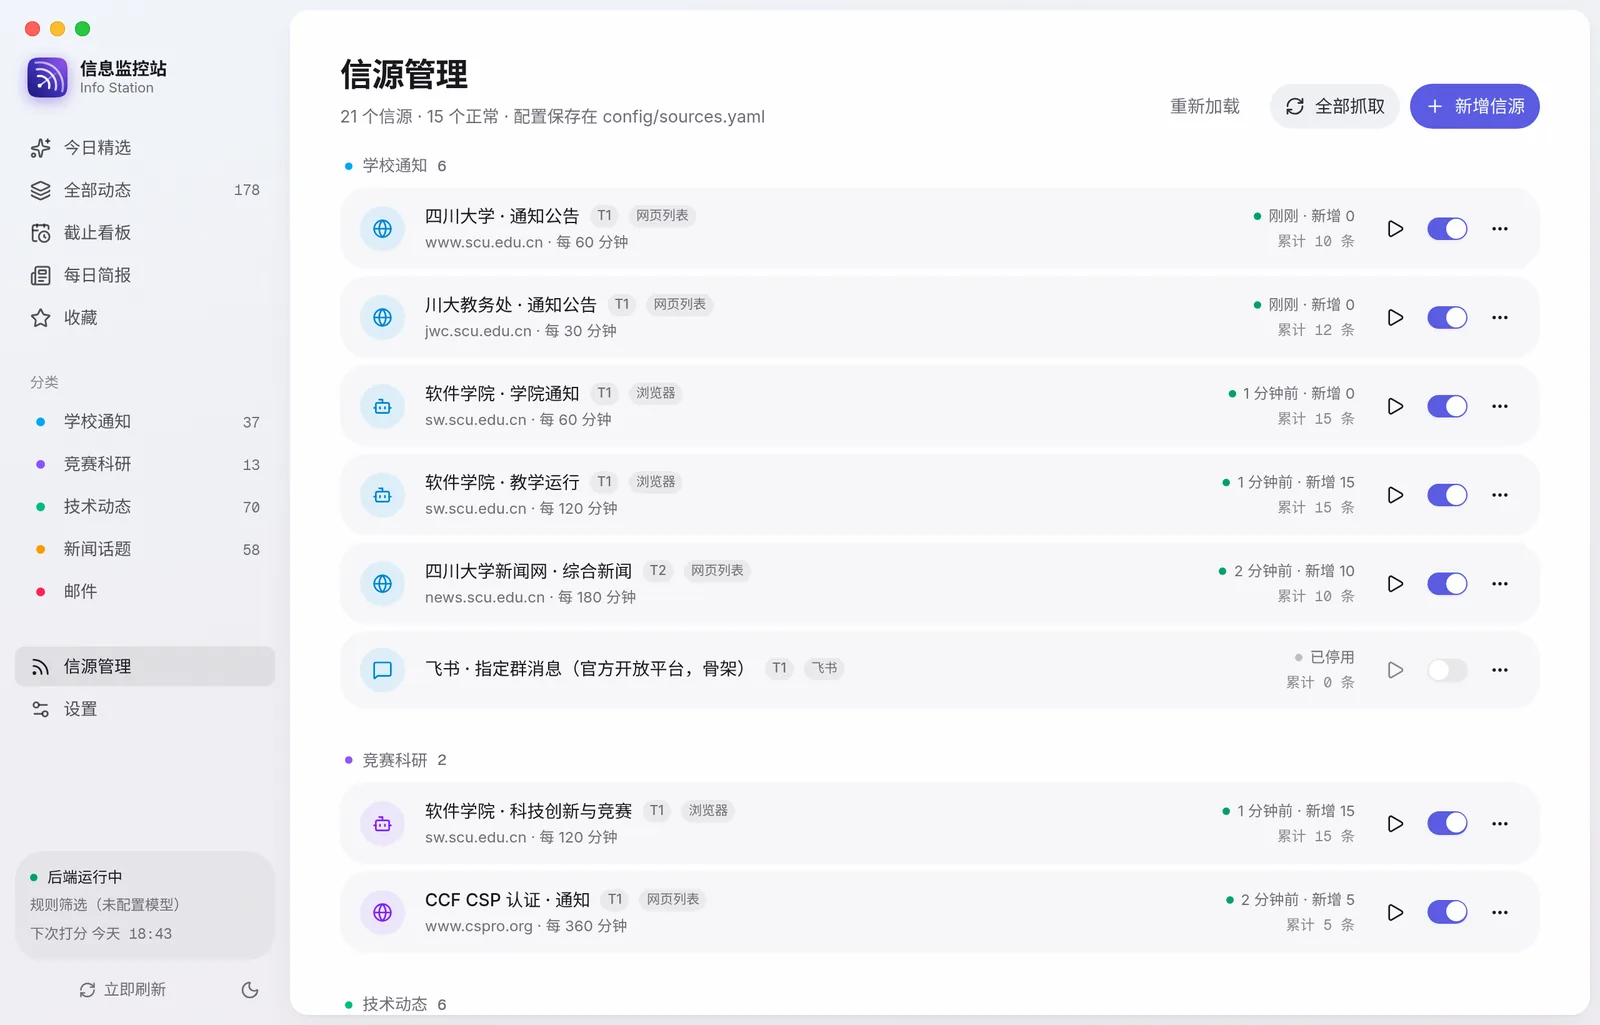 信息监控站
Info Station
今日精选
全部动态 178
截止看板
每日简报
收藏
分类
学校通知 37
竞赛科研 13
技术动态 70
新闻话题 58
邮件
信源管理
设置
后端运行中
规则筛选（未配置模型）
下次打分 今天 18:43
立即刷新
信源管理
21 个信源 · 15 个正常 · 配置保存在 config/sources.yaml
重新加载
全部抓取
新增信源
学校通知 6
四川大学 · 通知公告 T1 网页列表
www.scu.edu.cn · 每 60 分钟
刚刚 · 新增 0
累计 10 条
川大教务处 · 通知公告 T1 网页列表
jwc.scu.edu.cn · 每 30 分钟
刚刚 · 新增 0
累计 12 条
软件学院 · 学院通知 T1 浏览器
sw.scu.edu.cn · 每 60 分钟
1 分钟前 · 新增 0
累计 15 条
软件学院 · 教学运行 T1 浏览器
sw.scu.edu.cn · 每 120 分钟
1 分钟前 · 新增 15
累计 15 条
四川大学新闻网 · 综合新闻 T2 网页列表
news.scu.edu.cn · 每 180 分钟
2 分钟前 · 新增 10
累计 10 条
飞书 · 指定群消息（官方开放平台，骨架） T1 飞书
已停用
累计 0 条
竞赛科研 2
软件学院 · 科技创新与竞赛 T1 浏览器
sw.scu.edu.cn · 每 120 分钟
1 分钟前 · 新增 15
累计 15 条
CCF CSP 认证 · 通知 T1 网页列表
www.cspro.org · 每 360 分钟
2 分钟前 · 新增 5
累计 5 条
技术动态 6